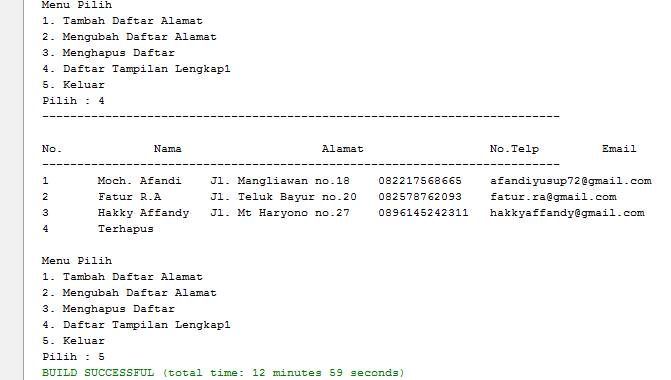 Menu Pilih
1. Tambah Daftar Alamat
2. Mengubah Daftar Alamat
3. Menghapus Daftar
4. Daftar Tampilan Lengkap1
5. Keluar
Pilih : 4
--------------------------------------------------------------------------
No. Nama Alamat No.Telp Email
--------------------------------------------------------------------------
1 Moch. Afandi Jl. Mangliawan no.18 082217568665 afandiyusup72@gmail.com
2 Fatur R.A Jl. Teluk Bayur no.20 082578762093 fatur.ra@gmail.com
3 Hakky Affandy Jl. Mt Haryono no.27 0896145242311 hakkyaffandy@gmail.com
4 Terhapus
Menu Pilih
1. Tambah Daftar Alamat
2. Mengubah Daftar Alamat
3. Menghapus Daftar
4. Daftar Tampilan Lengkap1
5. Keluar
Pilih : 5
BUILD SUCCESSFUL (total time: 12 minutes 59 seconds)